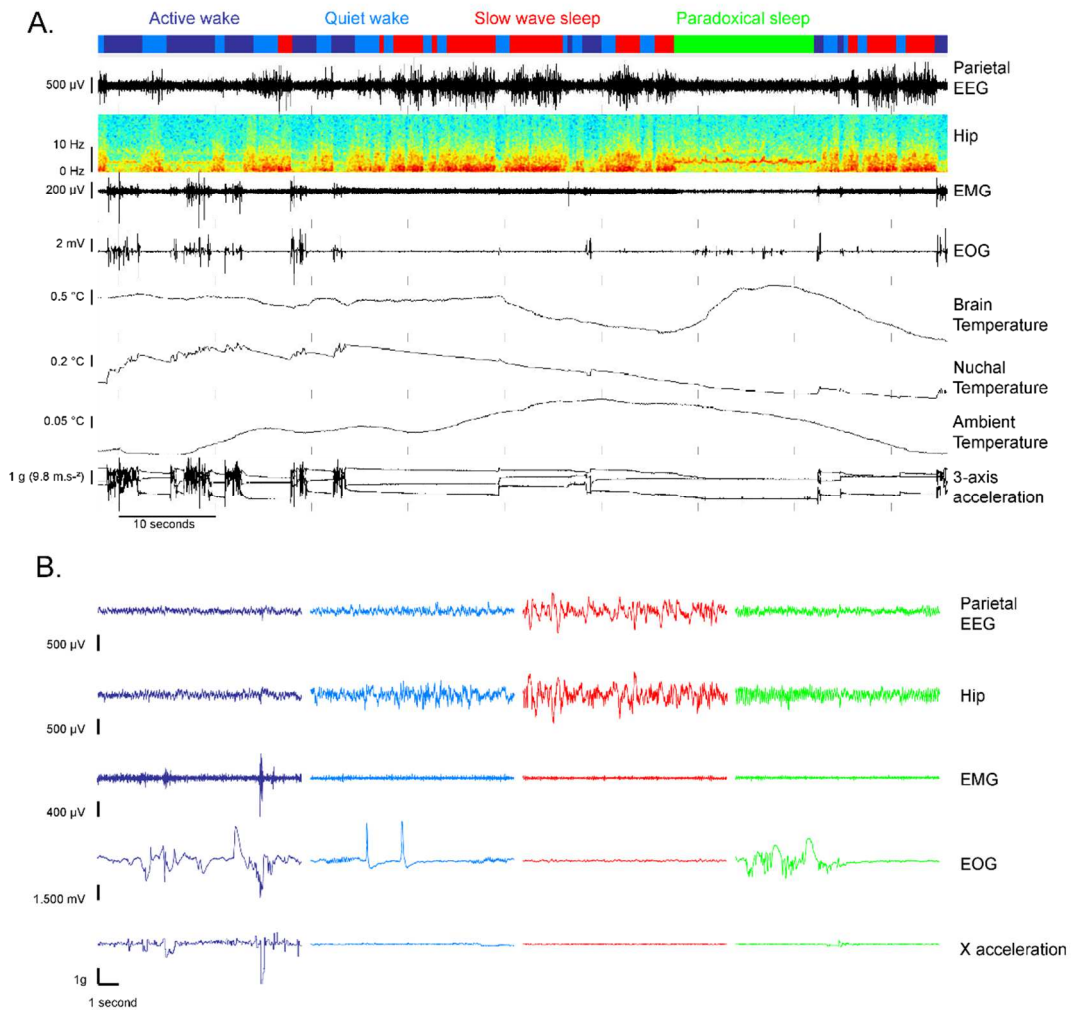 A.
Active wake Quiet wake Slow wave sleep Paradoxical sleep
500 µV
Parietal
EEG
10 Hz
0 Hz
Hip
200 µV
EMG
2 mV
EOG
0.5 °C
Brain
Temperature
0.2 °C
Nuchal
Temperature
0.05 °C
Ambient
Temperature
1 g (9.8 m.s-²)
3-axis
acceleration
10 seconds
B.
Parietal
EEG
500 µV
Hip
500 µV
EMG
400 µV
EOG
1.500 mV
X acceleration
1g
1 second